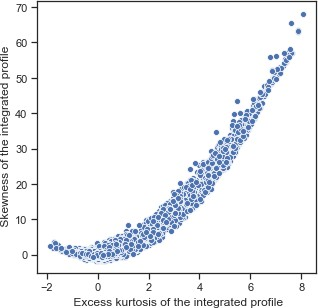 Skewness of the integrated profile
70
60
50
40
30
20
10
0
−2 0 2 4 6 8
Excess kurtosis of the integrated profile